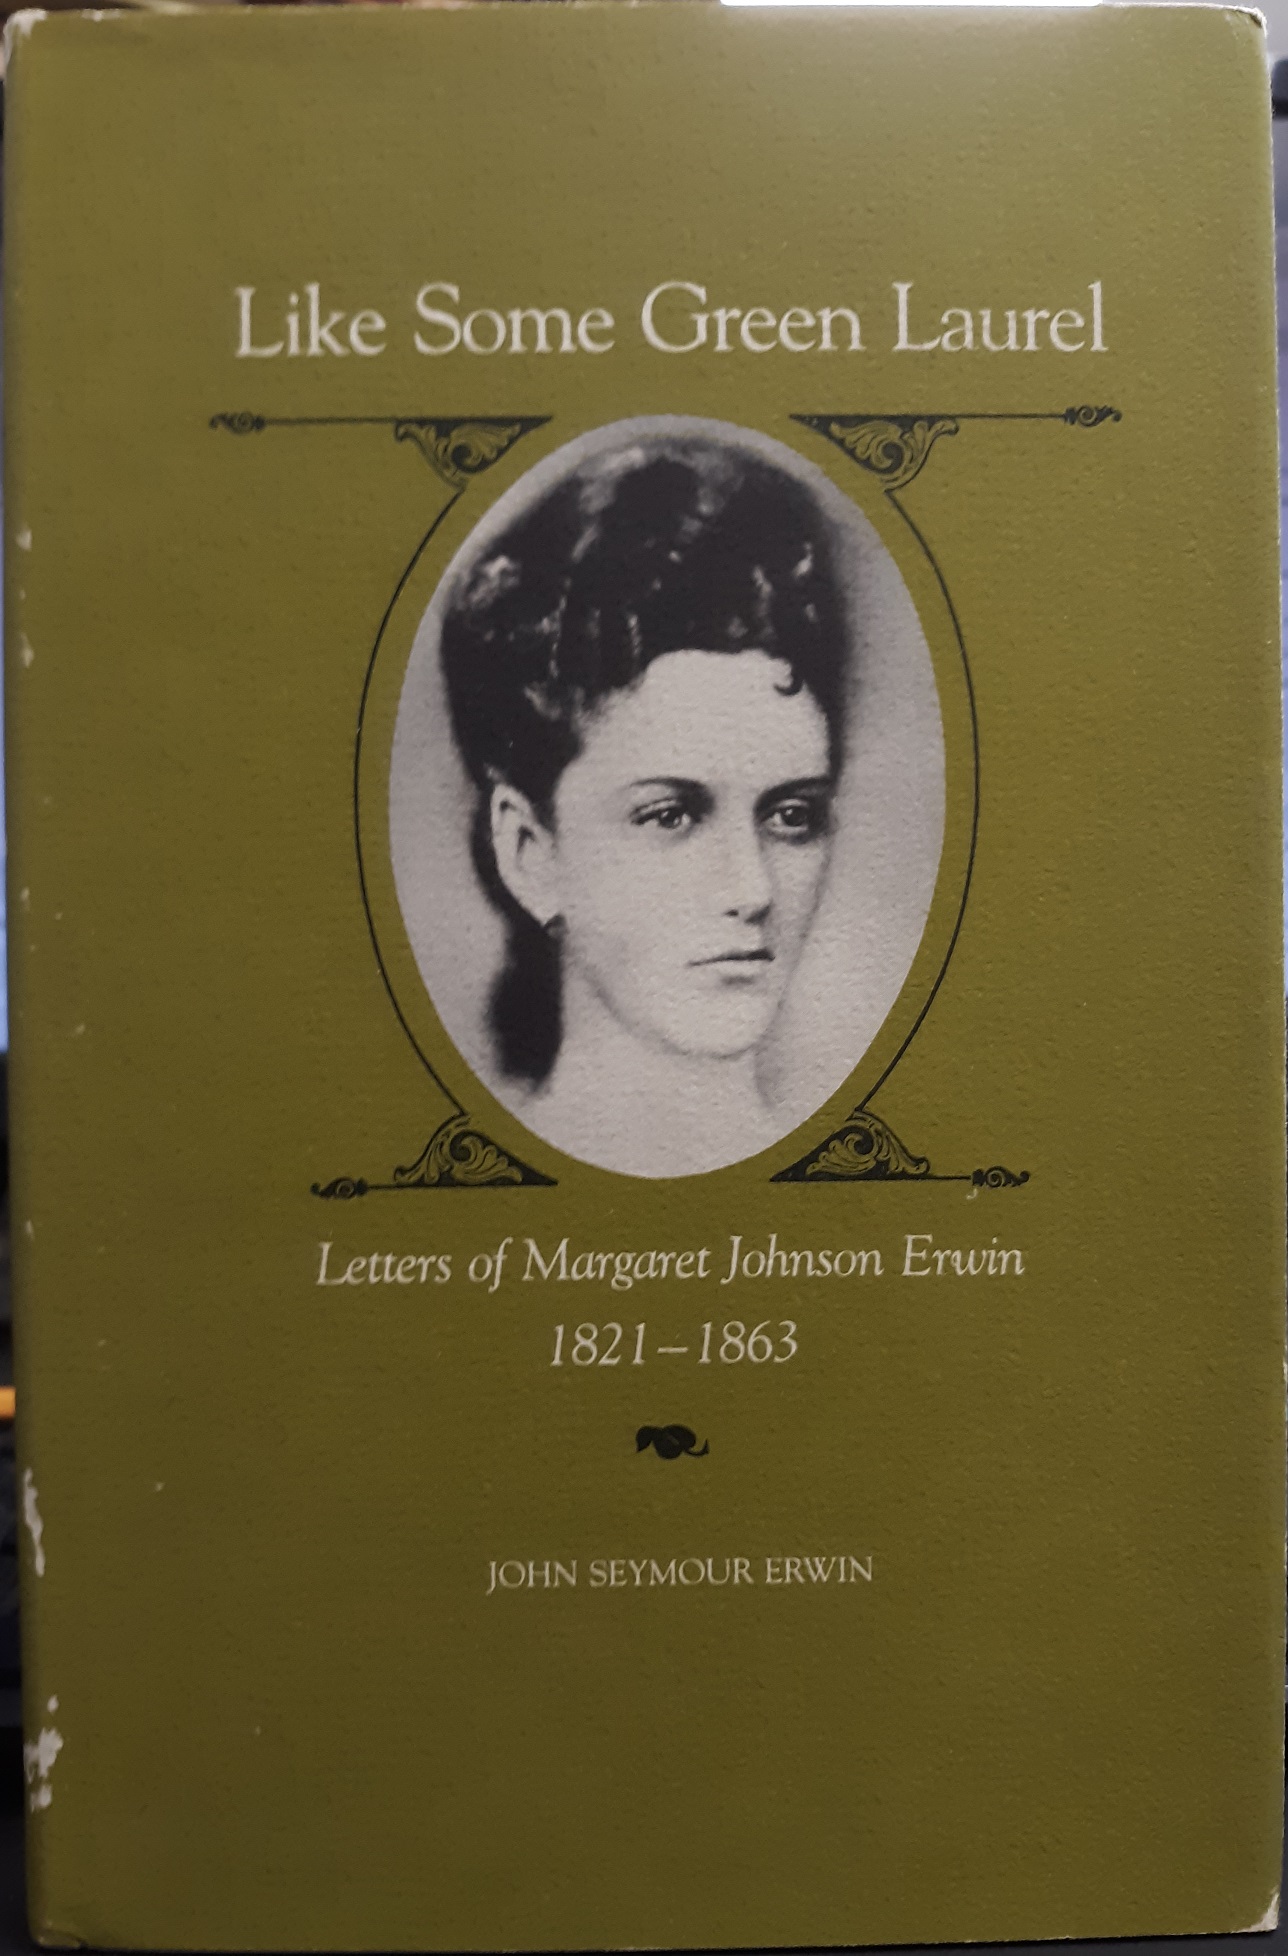 Like Some Green Laurel
Letters of Margaret Johnson Erwin
1821–1863
JOHN SEYMOUR ERWIN